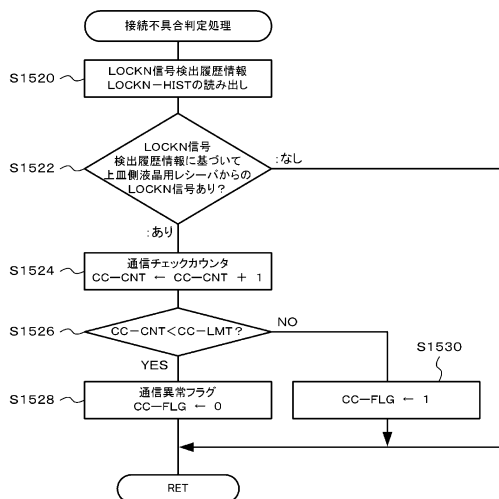 接続不具合判定処理
S1520
LOCKN信号検出履歴情報
LOCKN－HISTの読み出し
S1522
LOCKN信号
検出履歴情報に基づいて
上皿側液晶用レシーバからの
LOCKN信号あり？
：なし
：あり
S1524
通信チェックカウンタ
CC－CNT ← CC－CNT ＋ 1
S1526
CC－CNT＜CC－LMT？
NO
YES
S1530
S1528
通信異常フラグ
CC－FLG ← 0
CC－FLG ← 1
RET